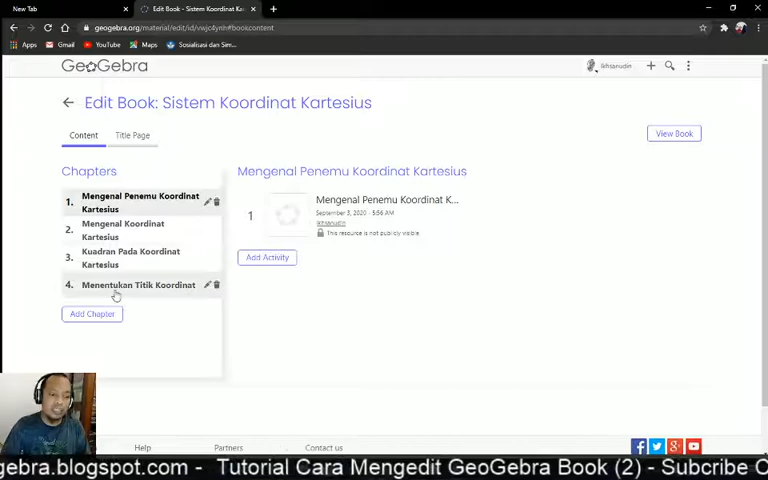 New Tab
Edit Book - Sistem Koordinat Kar
geogebra.org/material/edit/id/vwjc4ynh#bookcontent
Apps
Gmail
YouTube
Maps
Sosialisasi dan Sim...
GeoGebra
Ikhsanudin
Edit Book: Sistem Koordinat Kartesius
Content
Title Page
View Book
Chapters
1. Mengenal Penemu Koordinat
Kartesius
2. Mengenal Koordinat
Kartesius
3. Kuadran Pada Koordinat
Kartesius
4. Menentukan Titik Koordinat
Add Chapter
Mengenal Penemu Koordinat Kartesius
1
Mengenal Penemu Koordinat K...
September 3, 2020 - 5:56 AM
Ikhsanudin
This resource is not publicly visible
Add Activity
Help
Partners
Contact us
gebra.blogspot.com - Tutorial Cara Mengedit GeoGebra Book (2) - Subcribe C